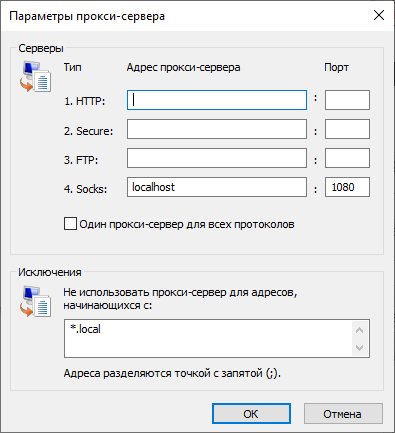 Параметры прокси-сервера
Серверы
Тип Адрес прокси-сервера Порт
1. HTTP: :
2. Secure: :
3. FTP: :
4. Socks: localhost : 1080
Один прокси-сервер для всех протоколов
Исключения
Не использовать прокси-сервер для адресов,
начинающихся с:
*.local
Адреса разделяются точкой с запятой (;).
ОК Отмена